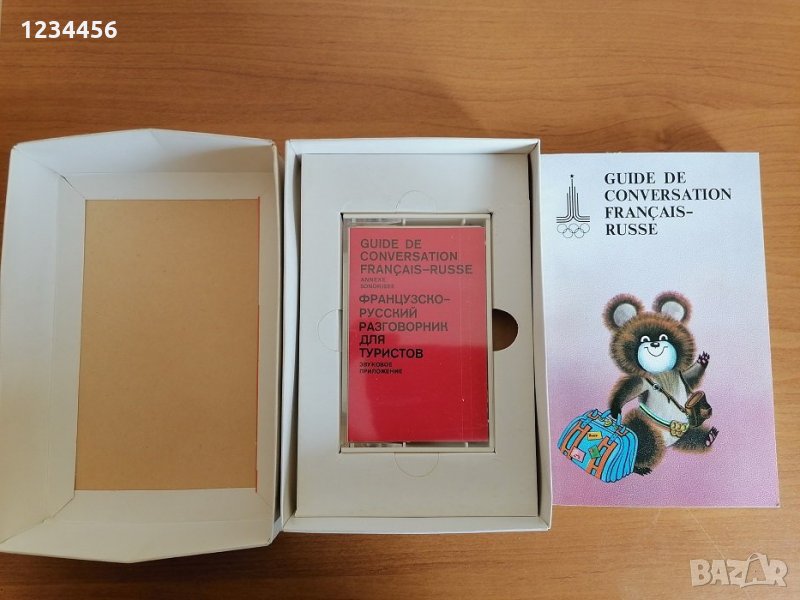 1234456
GUIDE DE
CONVERSATION
FRANÇAIS–RUSSE
ANNEXE
SONORISEE
ФРАНЦУЗСКО–
РУССКИЙ
РАЗГОВОРНИК
ДЛЯ
ТУРИСТОВ
ЗВУКОВОЕ
ПРИЛОЖЕНИЕ
GUIDE DE
CONVERSATION
FRANÇAIS–
RUSSE
BAZAR